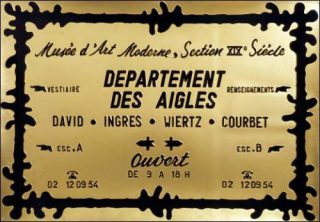 Musée d'Art Moderne, Section XIXe Siècle
DEPARTEMENT
VESTIAIRE
RENSEIGNEMENTS
DES AIGLES
DAVID • INGRES • WIERTZ • COURBET
ESC. A
ESC. B
Ouvert
DE 9 A 18H
02 12 09 54
02 12 09 54